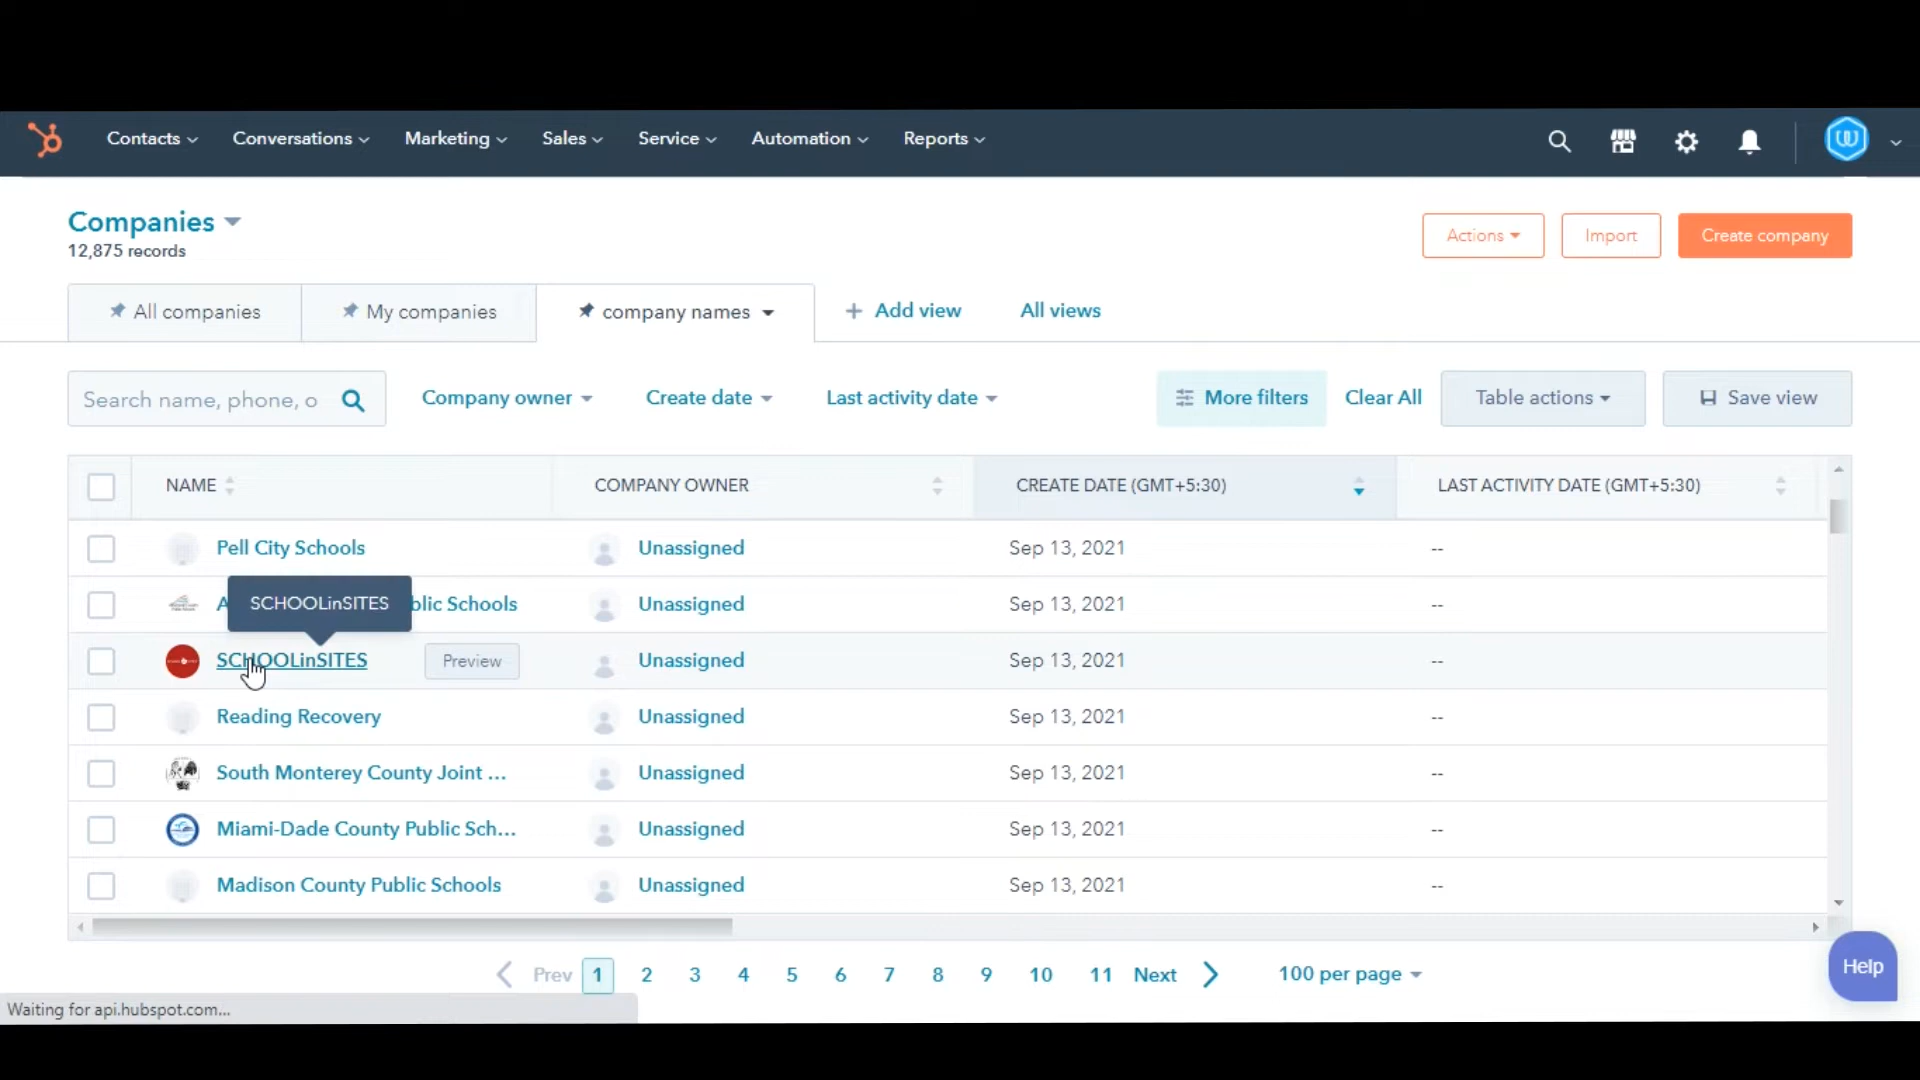 Contacts Conversations Marketing Sales Service Automation Reports
Companies
12,875 records
Actions Import Create company
All companies My companies company names + Add view All views
Search name, phone, o Company owner Create date Last activity date More filters Clear All Table actions Save view
NAME COMPANY OWNER CREATE DATE (GMT+5:30) LAST ACTIVITY DATE (GMT+5:30)
Pell City Schools Unassigned Sep 13, 2021 --
SCHOOLinSITES
Schools Unassigned Sep 13, 2021 --
SCHOOLinSITES Preview Unassigned Sep 13, 2021 --
Reading Recovery Unassigned Sep 13, 2021 --
South Monterey County Joint ... Unassigned Sep 13, 2021 --
Miami-Dade County Public Sch... Unassigned Sep 13, 2021 --
Madison County Public Schools Unassigned Sep 13, 2021 --
Prev 1 2 3 4 5 6 7 8 9 10 11 Next 100 per page
Help
Waiting for api.hubspot.com...